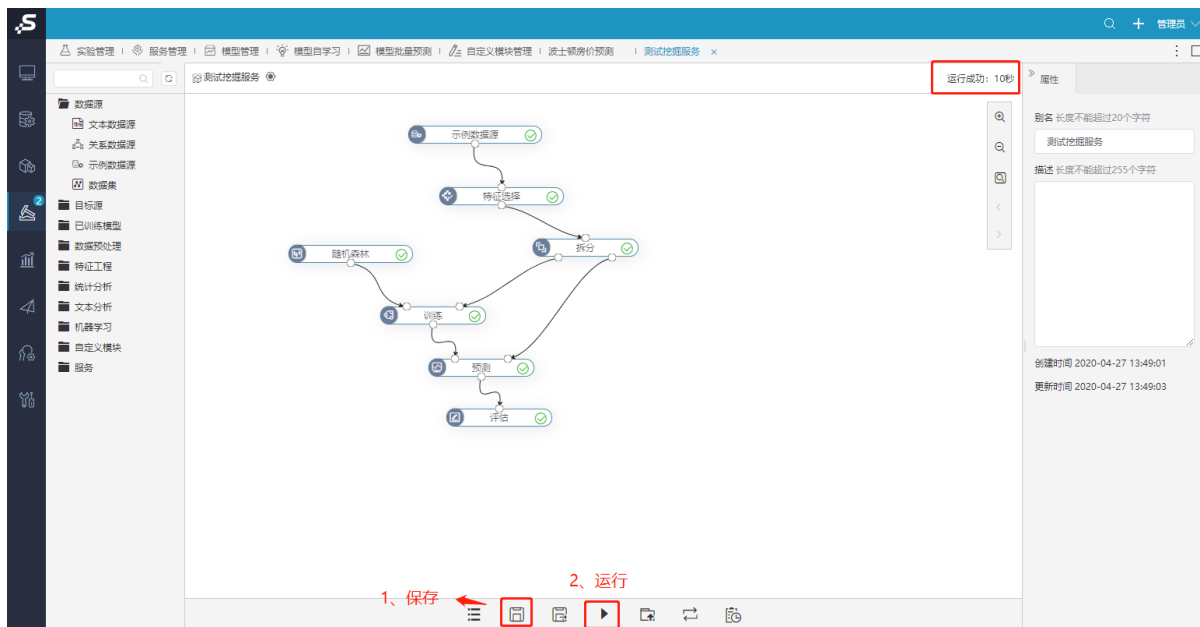 管理员
实验管理 服务管理 模型管理 模型自学习 模型批量预测 自定义模块管理 波士顿房价预测 测试挖掘服务 ×
测试挖掘服务
运行成功：10秒
属性
数据源
文本数据源
关系数据源
示例数据源
数据集
目标源
已训练模型
数据预处理
特征工程
统计分析
文本分析
机器学习
自定义模块
服务
示例数据源
特征选择
拆分
随机森林
训练
预测
评估
别名 长度不能超过20个字符
测试挖掘服务
描述 长度不能超过255个字符
创建时间 2020-04-27 13:49:01
更新时间 2020-04-27 13:49:03
2
1、保存
2、运行